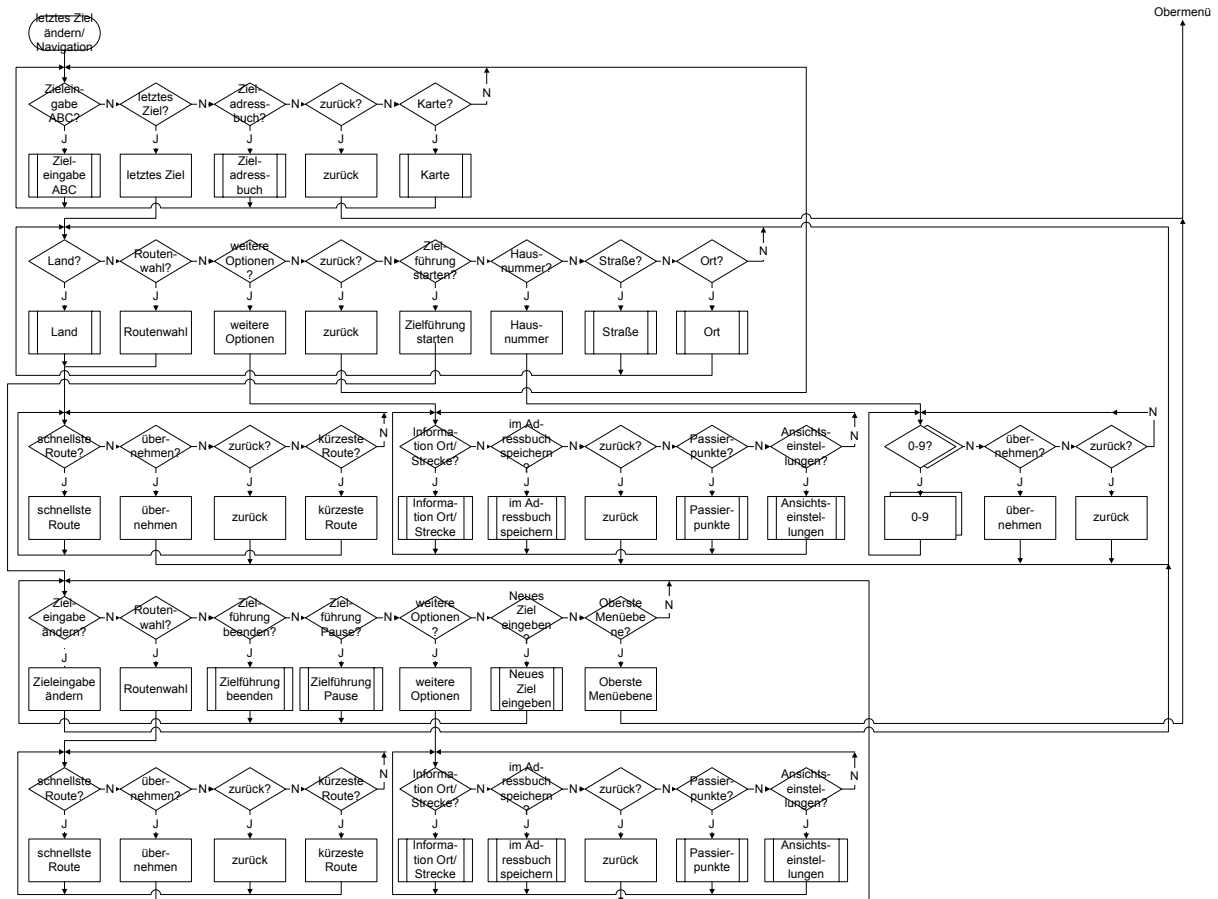 Obermenü
letztes Ziel
ändern/
Navigation
Zielein-
gabe
ABC?
N
letztes
Ziel?
N
Ziel-
adress-
buch?
N
zurück?
N
Karte?
N
J
J
J
J
J
Ziel-
eingabe
ABC
letztes Ziel
Ziel-
adress-
buch
zurück
Karte
Land?
N
Routen-
wahl?
N
weitere
Optionen
?
N
zurück?
N
Ziel-
führung
starten?
N
Haus-
nummer?
N
Straße?
N
Ort?
N
J
J
J
J
J
J
J
J
Land
Routenwahl
weitere
Optionen
zurück
Zielführung
starten
Haus-
nummer
Straße
Ort
schnellste
Route?
N
über-
nehmen?
N
zurück?
N
kürzeste
Route?
N
Informa-
tion Ort/
Strecke?
N
im Ad-
ressbuch
speichern
?
N
zurück?
N
Passier-
punkte?
N
Ansichts-
einstel-
lungen?
N
0-9?
N
über-
nehmen?
N
zurück?
N
J
J
J
J
J
J
J
J
J
J
J
J
schnellste
Route
über-
nehmen
zurück
kürzeste
Route
Informa-
tion Ort/
Strecke
im Ad-
ressbuch
speichern
zurück
Passier-
punkte
Ansichts-
einstel-
lungen
0-9
über-
nehmen
zurück
Ziel-
eingabe
ändern?
N
Routen-
wahl?
N
Ziel-
führung
beenden?
N
Ziel-
führung
Pause?
N
weitere
Optionen
?
N
Neues
Ziel
eingeben
?
N
Oberste
Menüebe-
ne?
N
J
J
J
J
J
J
J
Zieleingabe
ändern
Routenwahl
Zielführung
beenden
Zielführung
Pause
weitere
Optionen
Neues
Ziel
eingeben
Oberste
Menüebene
schnellste
Route?
N
über-
nehmen?
N
zurück?
N
kürzeste
Route?
N
Informa-
tion Ort/
Strecke?
N
im Ad-
ressbuch
speichern
?
N
zurück?
N
Passier-
punkte?
N
Ansichts-
einstel-
lungen?
N
J
J
J
J
J
J
J
J
J
schnellste
Route
über-
nehmen
zurück
kürzeste
Route
Informa-
tion Ort/
Strecke
im Ad-
ressbuch
speichern
zurück
Passier-
punkte
Ansichts-
einstel-
lungen